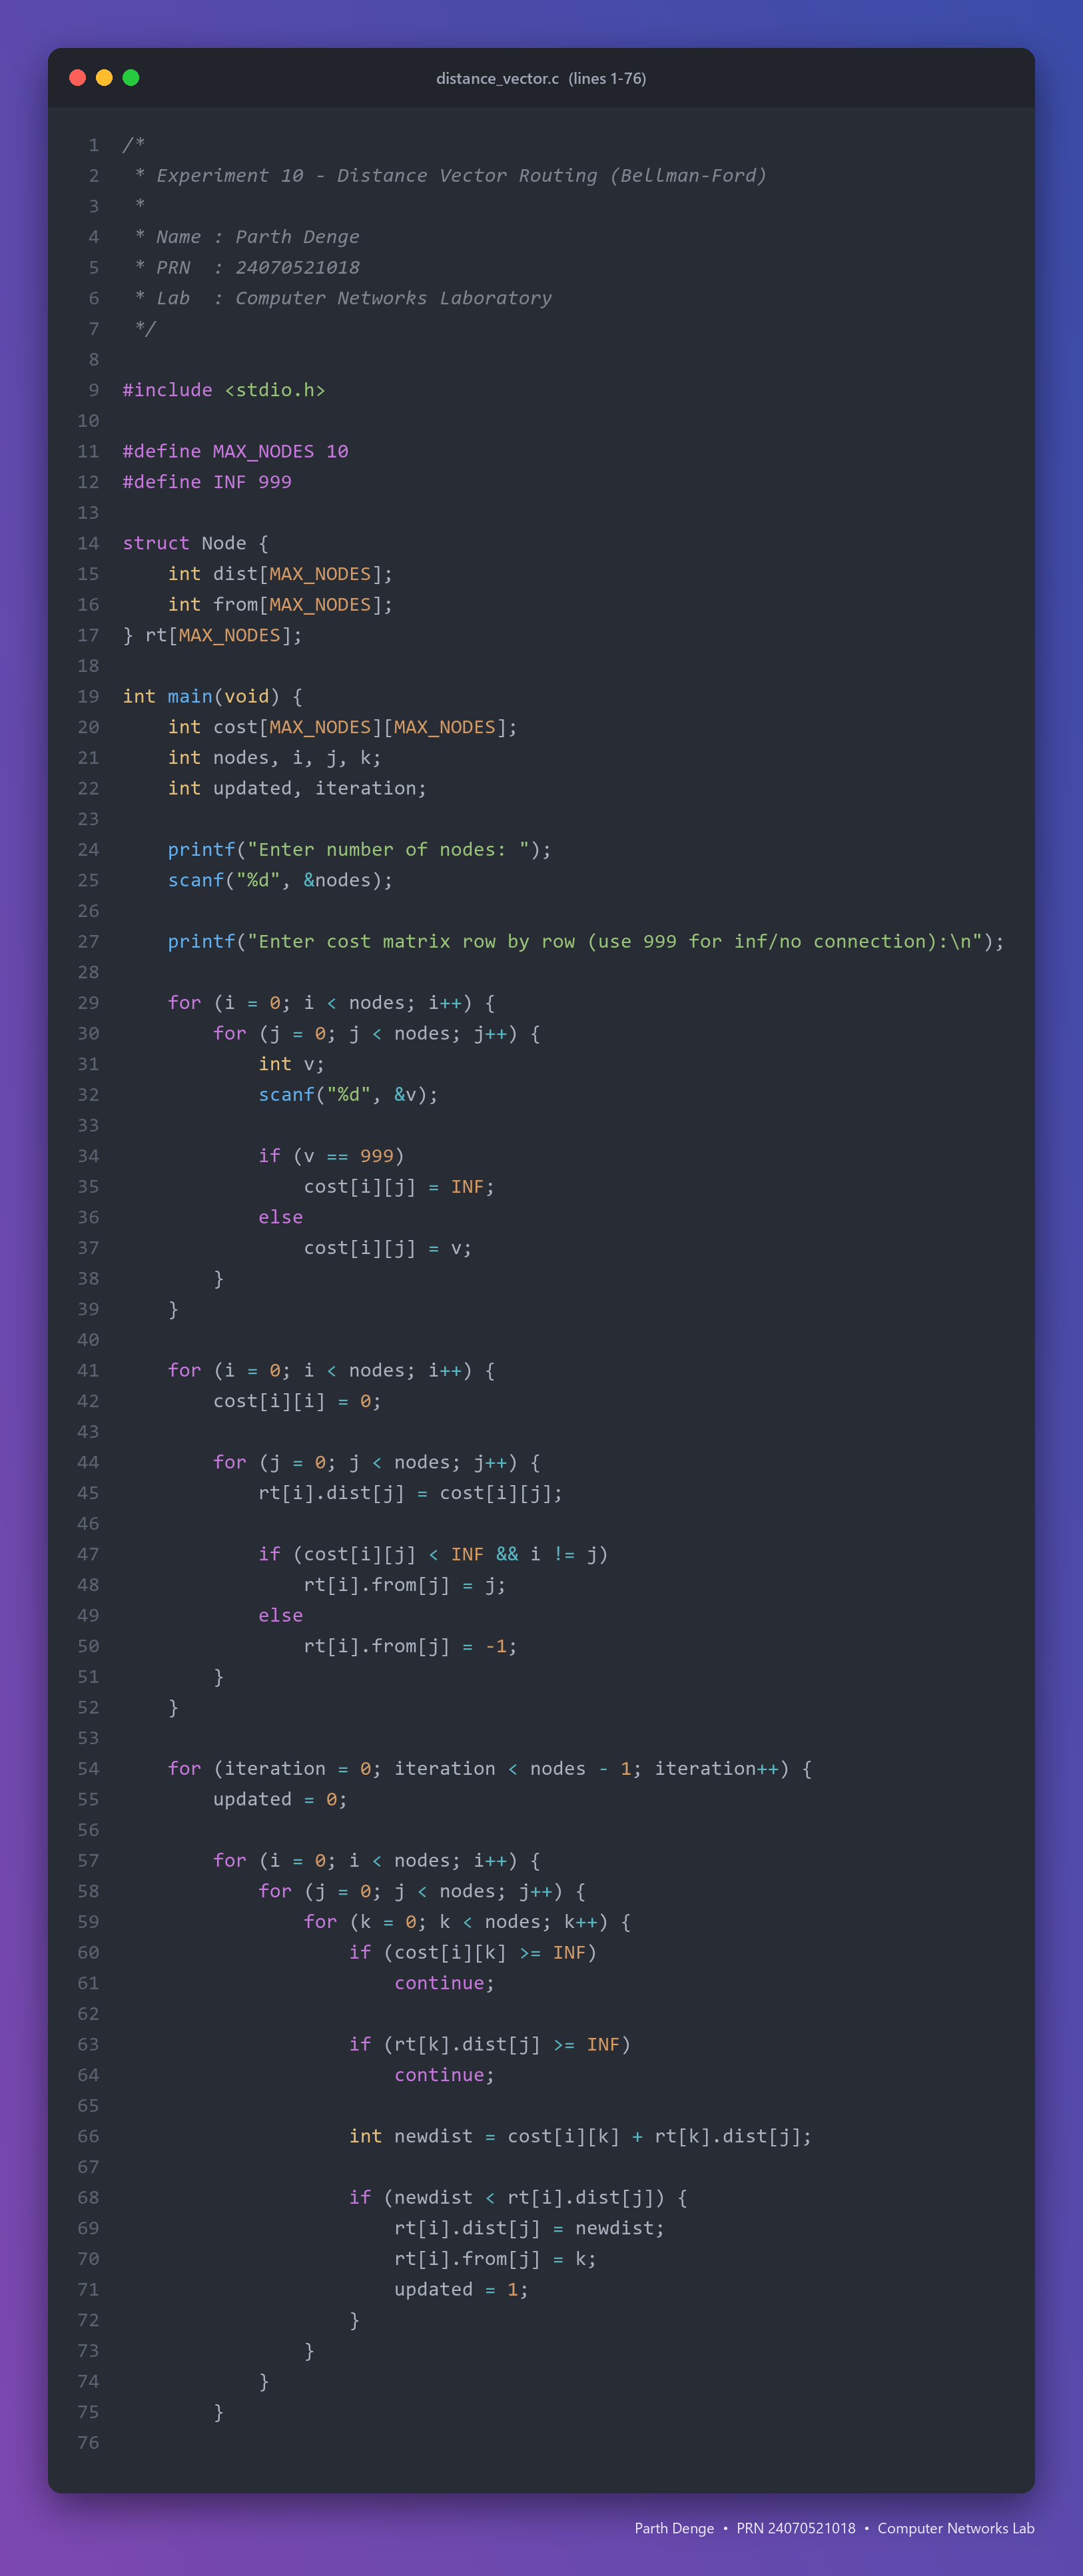 distance_vector.c (lines 1-76)
1 /*
2  * Experiment 10 - Distance Vector Routing (Bellman-Ford)
3  *
4  * Name : Parth Denge
5  * PRN  : 24070521018
6  * Lab  : Computer Networks Laboratory
7  */
8
9 #include <stdio.h>
10
11 #define MAX_NODES 10
12 #define INF 999
13
14 struct Node {
15     int dist[MAX_NODES];
16     int from[MAX_NODES];
17 } rt[MAX_NODES];
18
19 int main(void) {
20     int cost[MAX_NODES][MAX_NODES];
21     int nodes, i, j, k;
22     int updated, iteration;
23
24     printf("Enter number of nodes: ");
25     scanf("%d", &nodes);
26
27     printf("Enter cost matrix row by row (use 999 for inf/no connection):\n");
28
29     for (i = 0; i < nodes; i++) {
30         for (j = 0; j < nodes; j++) {
31             int v;
32             scanf("%d", &v);
33
34             if (v == 999)
35                 cost[i][j] = INF;
36             else
37                 cost[i][j] = v;
38         }
39     }
40
41     for (i = 0; i < nodes; i++) {
42         cost[i][i] = 0;
43
44         for (j = 0; j < nodes; j++) {
45             rt[i].dist[j] = cost[i][j];
46
47             if (cost[i][j] < INF && i != j)
48                 rt[i].from[j] = j;
49             else
50                 rt[i].from[j] = -1;
51         }
52     }
53
54     for (iteration = 0; iteration < nodes - 1; iteration++) {
55         updated = 0;
56
57         for (i = 0; i < nodes; i++) {
58             for (j = 0; j < nodes; j++) {
59                 for (k = 0; k < nodes; k++) {
60                     if (cost[i][k] >= INF)
61                         continue;
62
63                     if (rt[k].dist[j] >= INF)
64                         continue;
65
66                     int newdist = cost[i][k] + rt[k].dist[j];
67
68                     if (newdist < rt[i].dist[j]) {
69                         rt[i].dist[j] = newdist;
70                         rt[i].from[j] = k;
71                         updated = 1;
72                     }
73                 }
74             }
75         }
76
Parth Denge • PRN 24070521018 • Computer Networks Lab